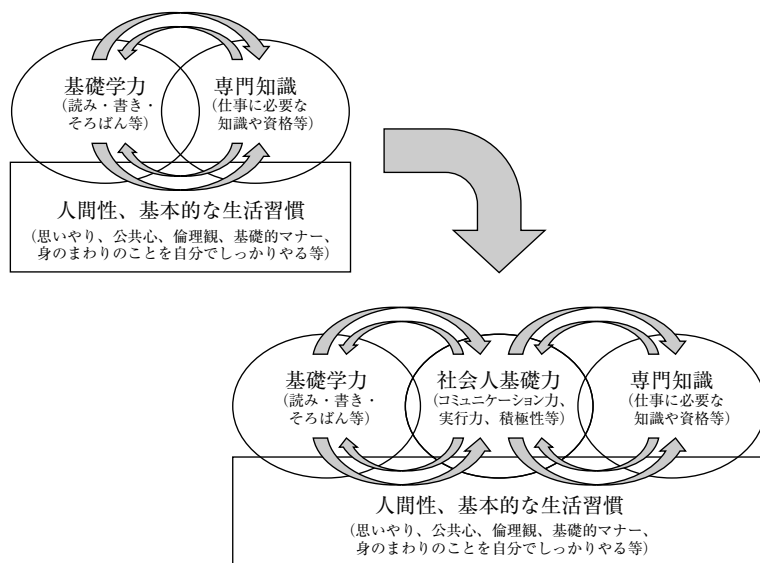 基礎学力
(読み・書き・
そろばん等)
専門知識
(仕事に必要な
知識や資格等)
人間性、基本的な生活習慣
(思いやり、公共心、倫理観、基礎的マナー、
身のまわりのことを自分でしっかりやる等)
基礎学力
(読み・書き・
そろばん等)
社会人基礎力
(コミュニケーション力、
実行力、積極性等)
専門知識
(仕事に必要な
知識や資格等)
人間性、基本的な生活習慣
(思いやり、公共心、倫理観、基礎的マナー、
身のまわりのことを自分でしっかりやる等)